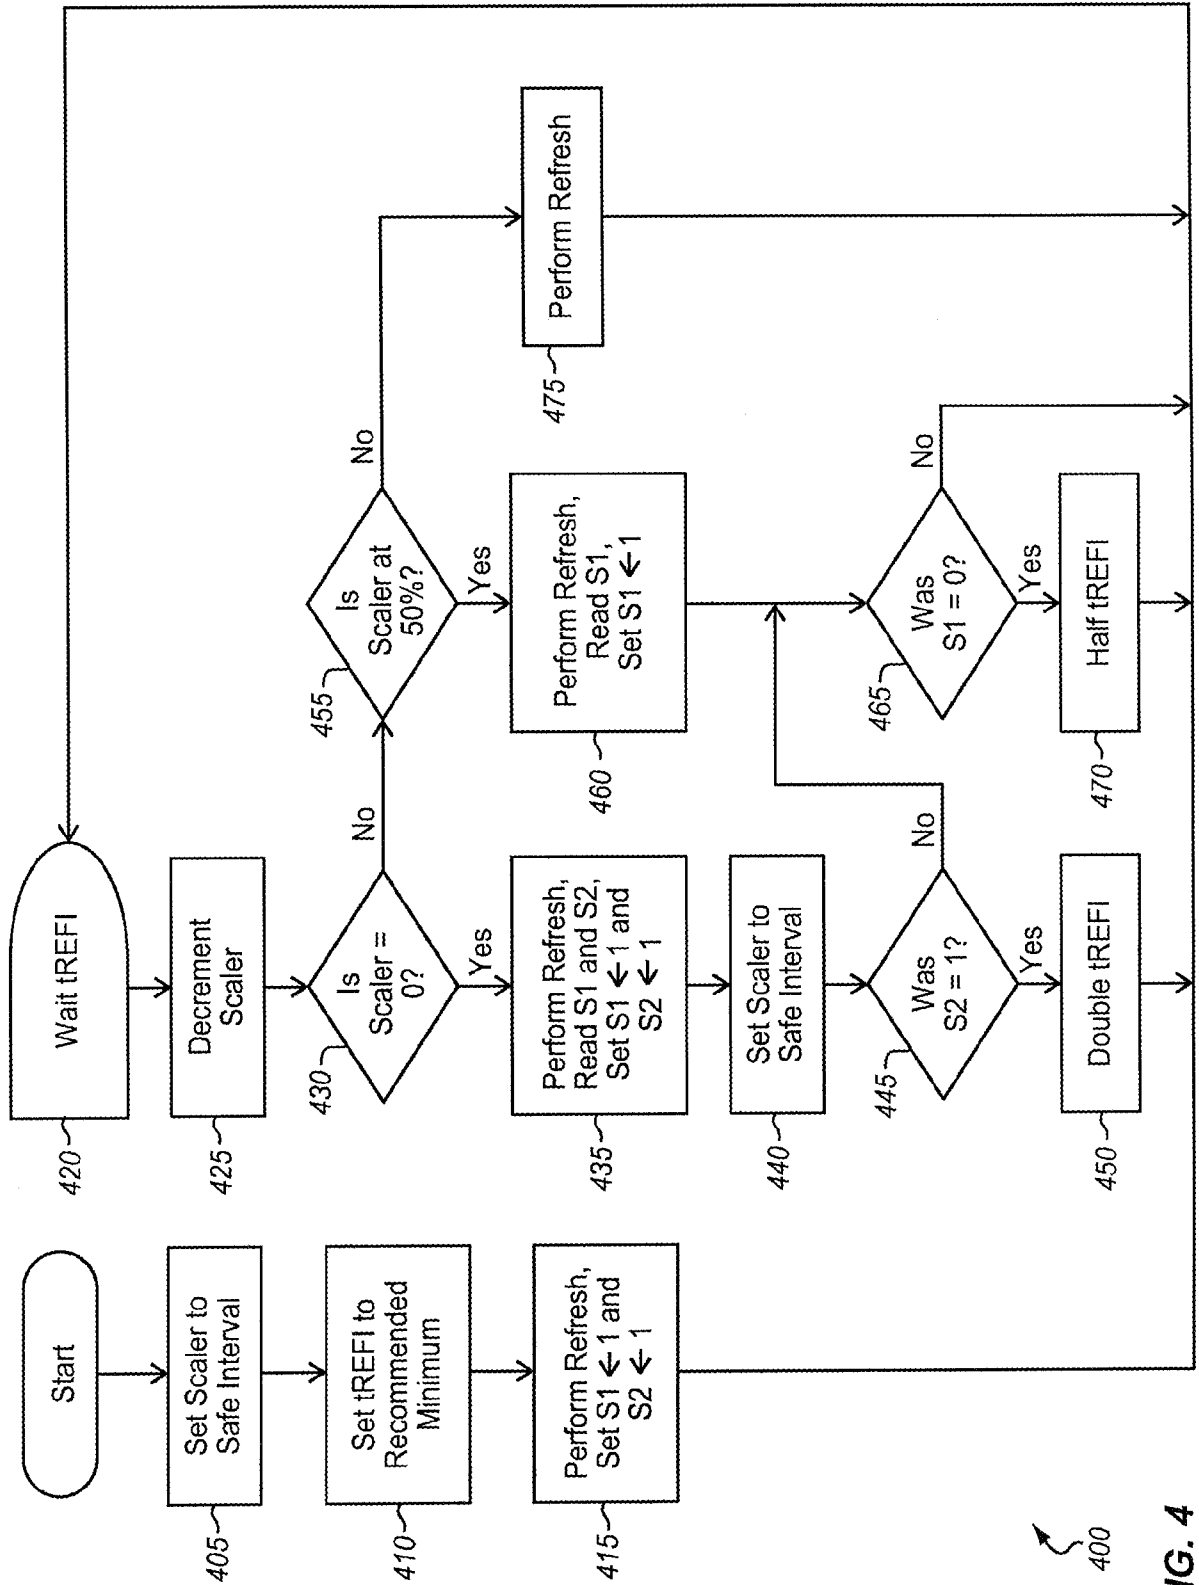 Start
Set Scaler to
Safe Interval
405
Set tREFI to
Recommended
Minimum
410
Perform Refresh,
Set S1 ← 1 and
S2 ← 1
415
Wait tREFI
420
Decrement
Scaler
425
Is
Scaler =
0?
430
No
Yes
Perform Refresh,
Read S1 and S2,
Set S1 ← 1 and
S2 ← 1
435
Set Scaler to
Safe Interval
440
Was
S2 = 1?
445
No
Yes
Double tREFI
450
Is
Scaler at
50%?
455
No
Yes
Perform Refresh,
Read S1,
Set S1 ← 1
460
Was
S1 = 0?
465
No
Yes
Half tREFI
470
Perform Refresh
475
400
IG. 4